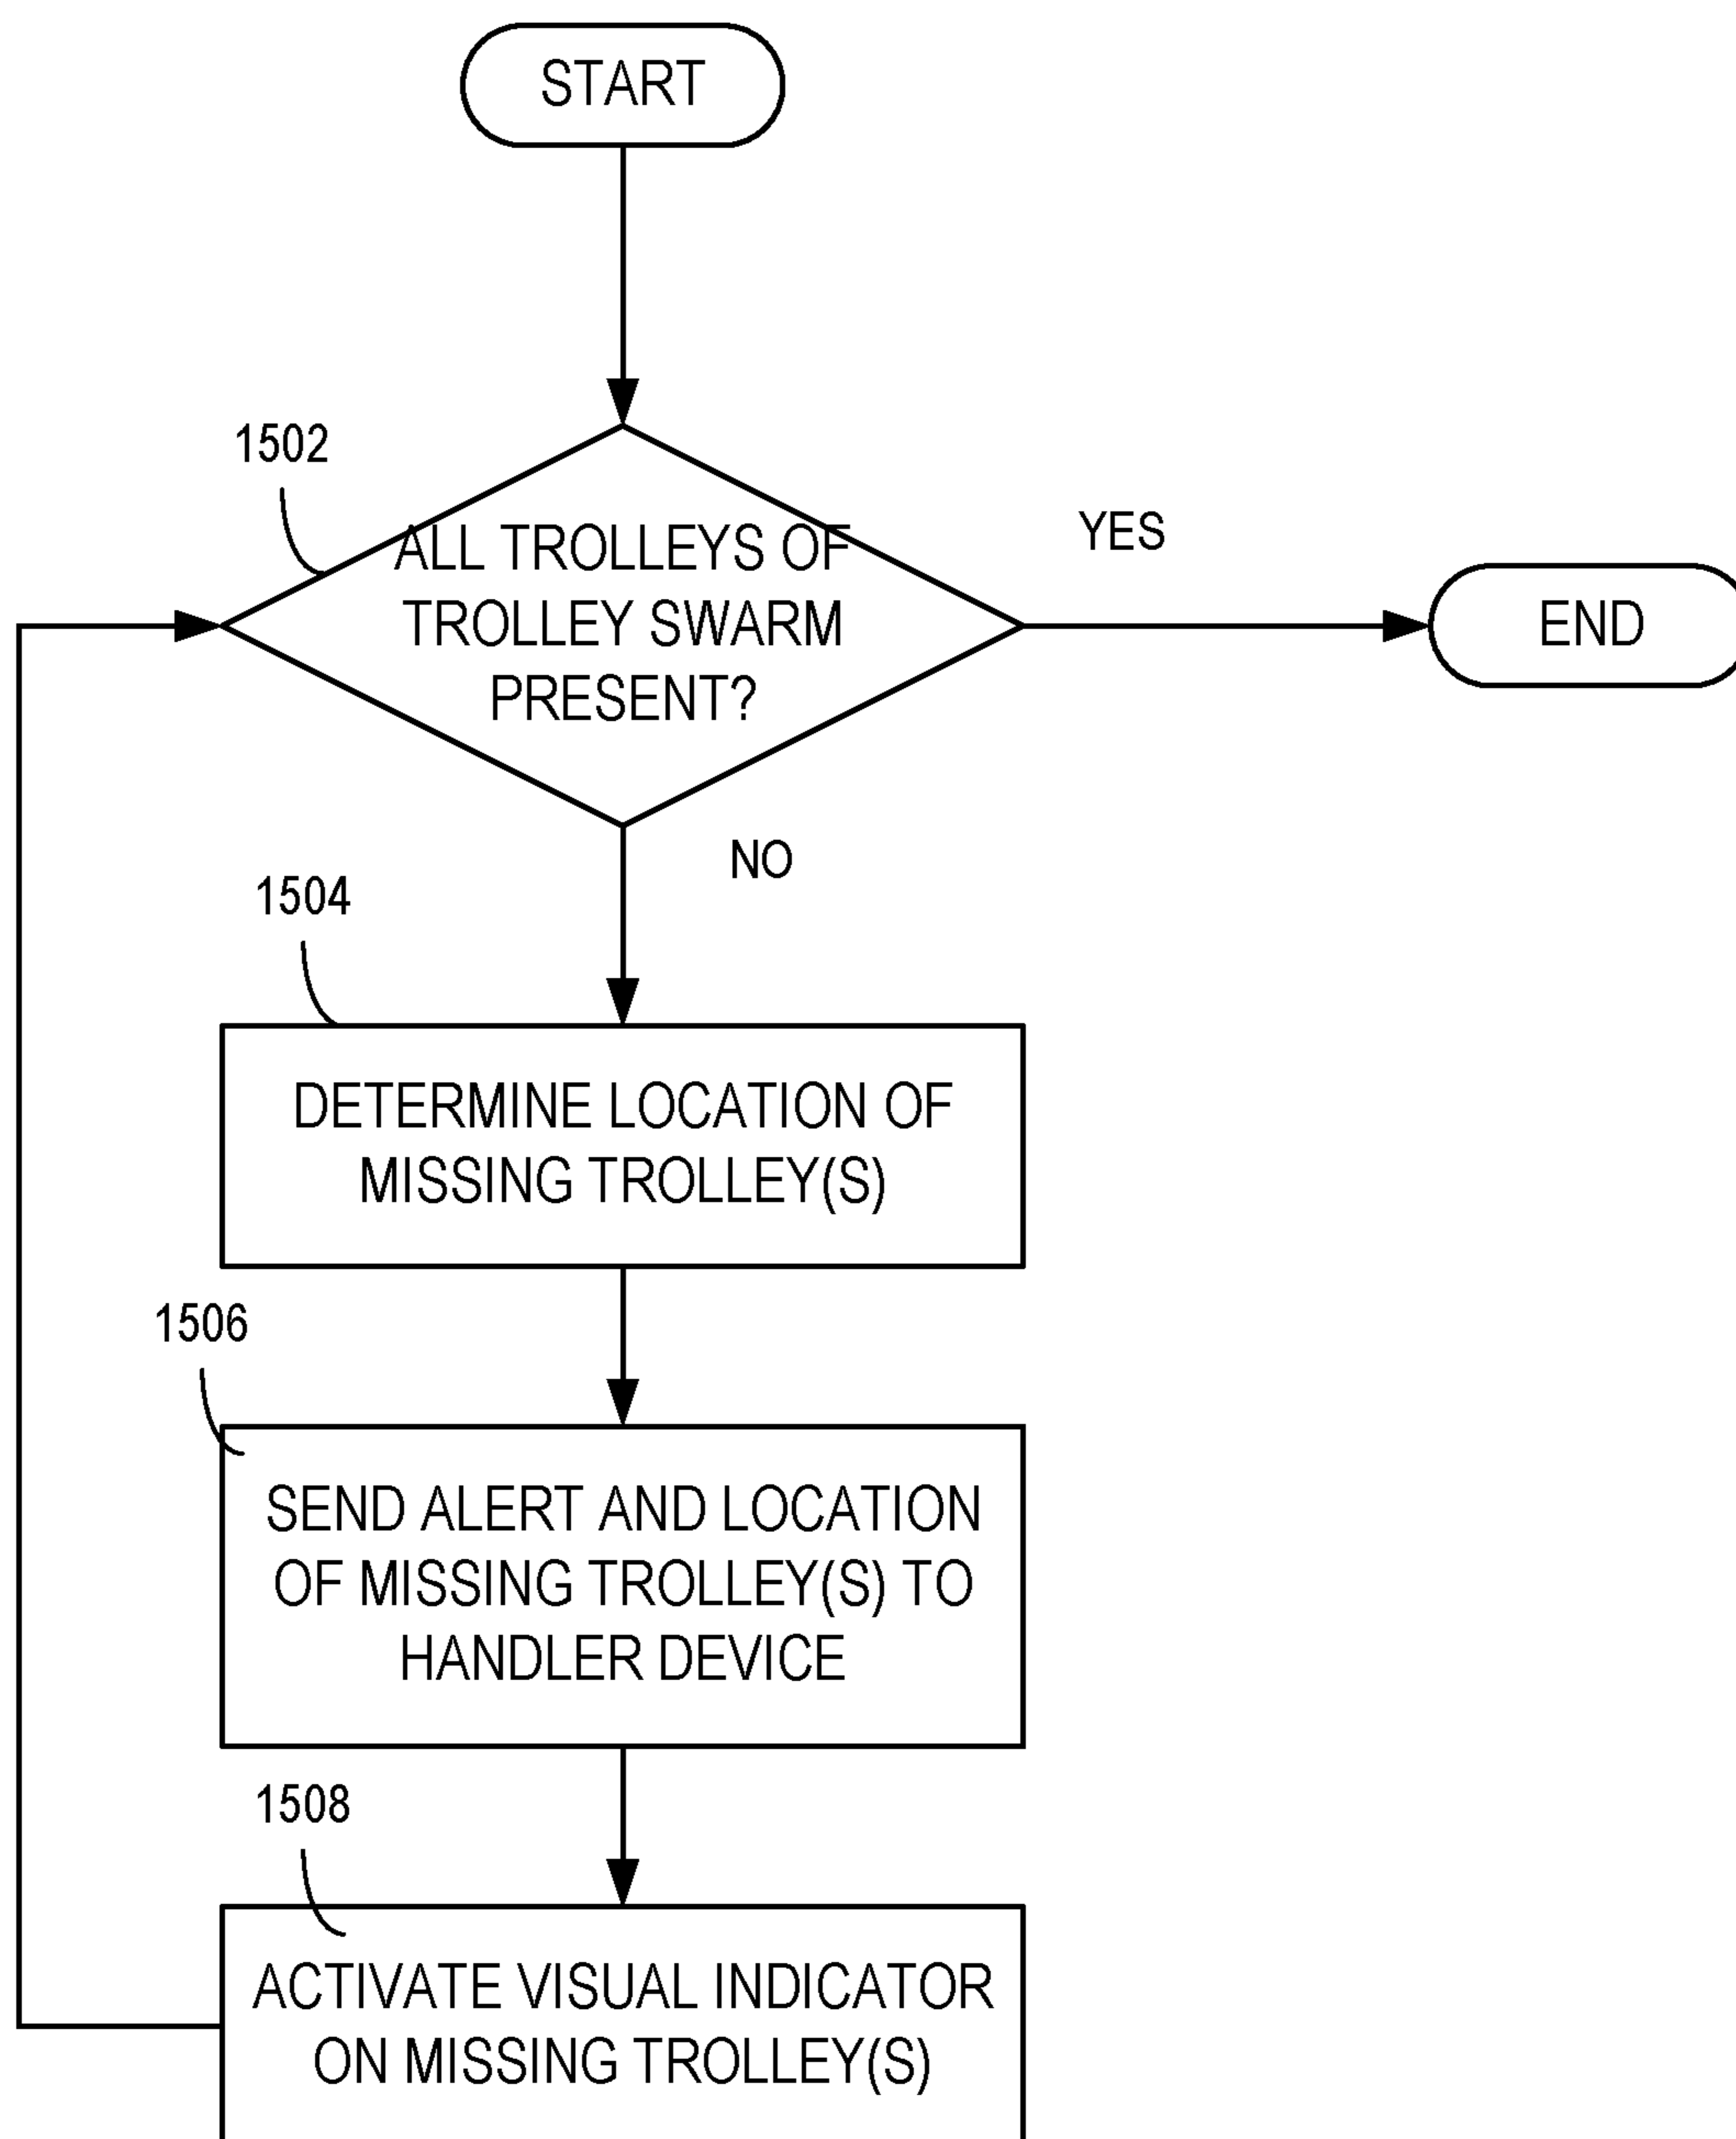 START
1502
ALL TROLLEYS OF
TROLLEY SWARM
PRESENT?
YES
END
NO
1504
DETERMINE LOCATION OF
MISSING TROLLEY(S)
1506
SEND ALERT AND LOCATION
OF MISSING TROLLEY(S) TO
HANDLER DEVICE
1508
ACTIVATE VISUAL INDICATOR
ON MISSING TROLLEY(S)